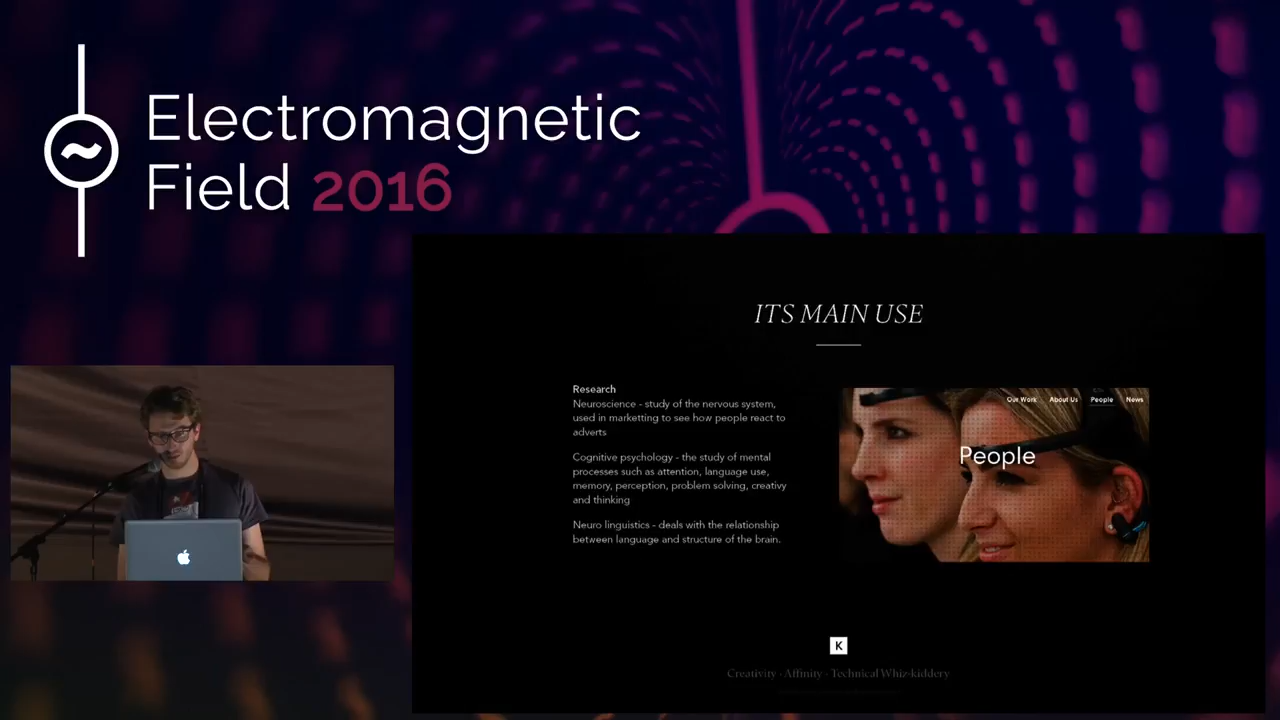 Electromagnetic
Field 2016
ITS MAIN USE
Research
Neuroscience - study of the nervous system,
used in marketting to see how people react to
adverts
Cognitive psychology - the study of mental
processes such as attention, language use,
memory, perception, problem solving, creativy
and thinking
Neuro linguistics - deals with the relationship
between language and structure of the brain.
Our Work About Us People News
People
K
Creativity · Affinity · Technical Whiz-kiddery